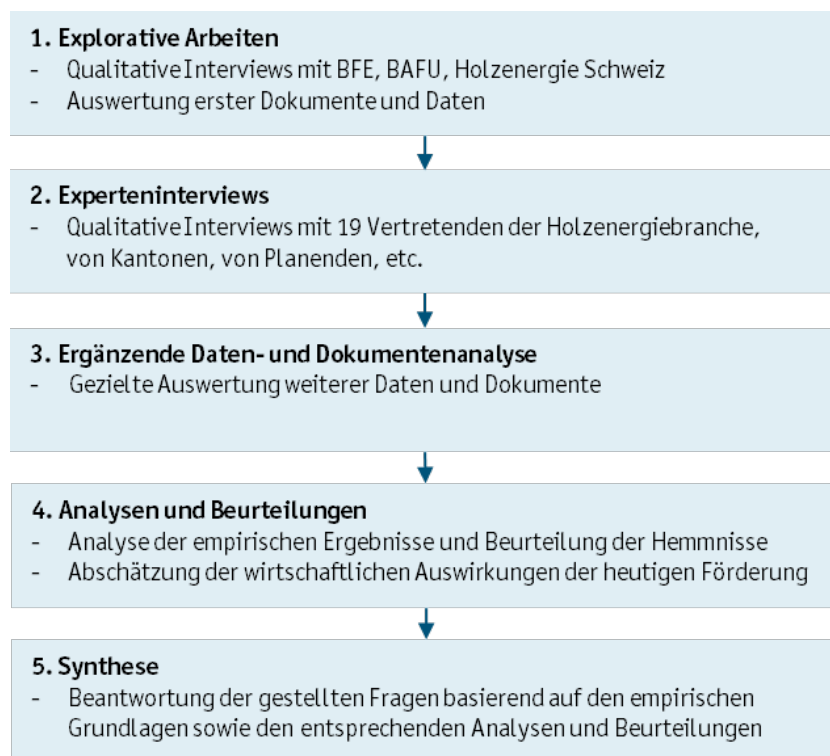 1. Explorative Arbeiten
- Qualitative Interviews mit BFE, BAFU, Holzenergie Schweiz
- Auswertung erster Dokumente und Daten
2. Experteninterviews
- Qualitative Interviews mit 19 Vertretenden der Holzenergiebranche,
von Kantonen, von Planenden, etc.
3. Ergänzende Daten- und Dokumentenanalyse
- Gezielte Auswertung weiterer Daten und Dokumente
4. Analysen und Beurteilungen
- Analyse der empirischen Ergebnisse und Beurteilung der Hemmnisse
- Abschätzung der wirtschaftlichen Auswirkungen der heutigen Förderung
5. Synthese
- Beantwortung der gestellten Fragen basierend auf den empirischen
Grundlagen sowie den entsprechenden Analysen und Beurteilungen